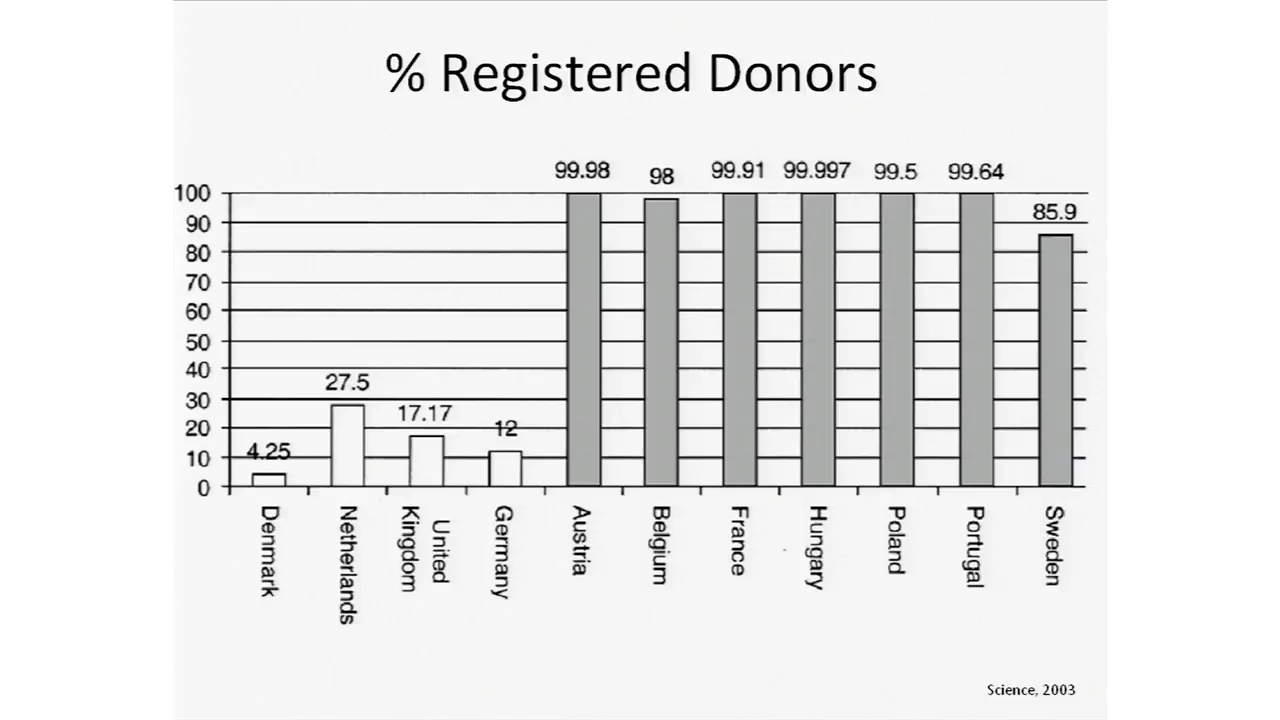 % Registered Donors
99.98
98
99.91
99.997
99.5
99.64
85.9
27.5
17.17
12
4.25
100
90
80
70
60
50
40
30
20
10
0
Denmark
Netherlands
United
Kingdom
Germany
Austria
Belgium
France
Hungary
Poland
Portugal
Sweden
Science, 2003